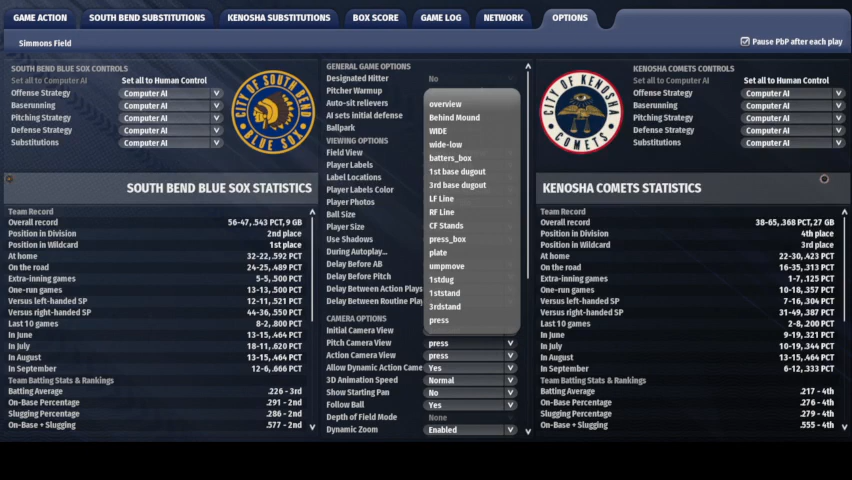 GAME ACTION
SOUTH BEND SUBSTITUTIONS
KENOSHA SUBSTITUTIONS
BOX SCORE
GAME LOG
NETWORK
OPTIONS
Simmons Field
Pause PbP after each play
SOUTH BEND BLUE SOX CONTROLS
Set all to Computer AI Set all to Human Control
Offense Strategy Computer AI
Baserunning Computer AI
Pitching Strategy Computer AI
Defense Strategy Computer AI
Substitutions Computer AI
CITY OF SOUTH BEND
BLUE SOX
SOUTH BEND BLUE SOX STATISTICS
Team Record
Overall record 56-47, .543 PCT, 9 GB
Position in Division 2nd place
Position in Wildcard 1st place
At home 32-22, .592 PCT
On the road 24-25, .489 PCT
Extra-inning games 5-5, .500 PCT
One-run games 13-13, .500 PCT
Versus left-handed SP 12-11, .521 PCT
Versus right-handed SP 44-36, .550 PCT
Last 10 games 8-2, .800 PCT
In June 13-15, .464 PCT
In July 18-11, .620 PCT
In August 13-15, .464 PCT
In September 12-6, .666 PCT
Team Batting Stats & Rankings
Batting Average .226 - 3rd
On-Base Percentage .291 - 2nd
Slugging Percentage .286 - 2nd
On-Base + Slugging .577 - 2nd
GENERAL GAME OPTIONS
Designated Hitter No
Pitcher Warmup
Auto-sit relievers
AI sets initial defense
Ballpark
VIEWING OPTIONS
Field View
Player Labels
Label Locations
Player Labels Color
Player Photos
Ball Size
Player Size
Use Shadows
During Autoplay...
Delay Before AB
Delay Before Pitch
Delay Between Action Plays
Delay Between Routine Play
CAMERA OPTIONS
Initial Camera View
Pitch Camera View press
Action Camera View press
Allow Dynamic Action Came Yes
3D Animation Speed Normal
Show Starting Pan No
Follow Ball Yes
Depth of Field Mode None
Dynamic Zoom Enabled
overview
Behind Mound
WIDE
wide-low
batters_box
1st base dugout
3rd base dugout
LF Line
RF Line
CF Stands
press_box
plate
umpmove
1stdug
1ststand
3rdstand
press
KENOSHA COMETS CONTROLS
Set all to Computer AI Set all to Human Control
Offense Strategy Computer AI
Baserunning Computer AI
Pitching Strategy Computer AI
Defense Strategy Computer AI
Substitutions Computer AI
CITY OF KENOSHA
COMETS
KENOSHA COMETS STATISTICS
Team Record
Overall record 38-65, .368 PCT, 27 GB
Position in Division 4th place
Position in Wildcard 3rd place
At home 22-30, .423 PCT
On the road 16-35, .313 PCT
Extra-inning games 1-7, .125 PCT
One-run games 10-18, .357 PCT
Versus left-handed SP 7-16, .304 PCT
Versus right-handed SP 31-49, .387 PCT
Last 10 games 2-8, .200 PCT
In June 9-19, .321 PCT
In July 10-19, .344 PCT
In August 13-15, .464 PCT
In September 6-12, .333 PCT
Team Batting Stats & Rankings
Batting Average .217 - 4th
On-Base Percentage .276 - 4th
Slugging Percentage .279 - 4th
On-Base + Slugging .555 - 4th